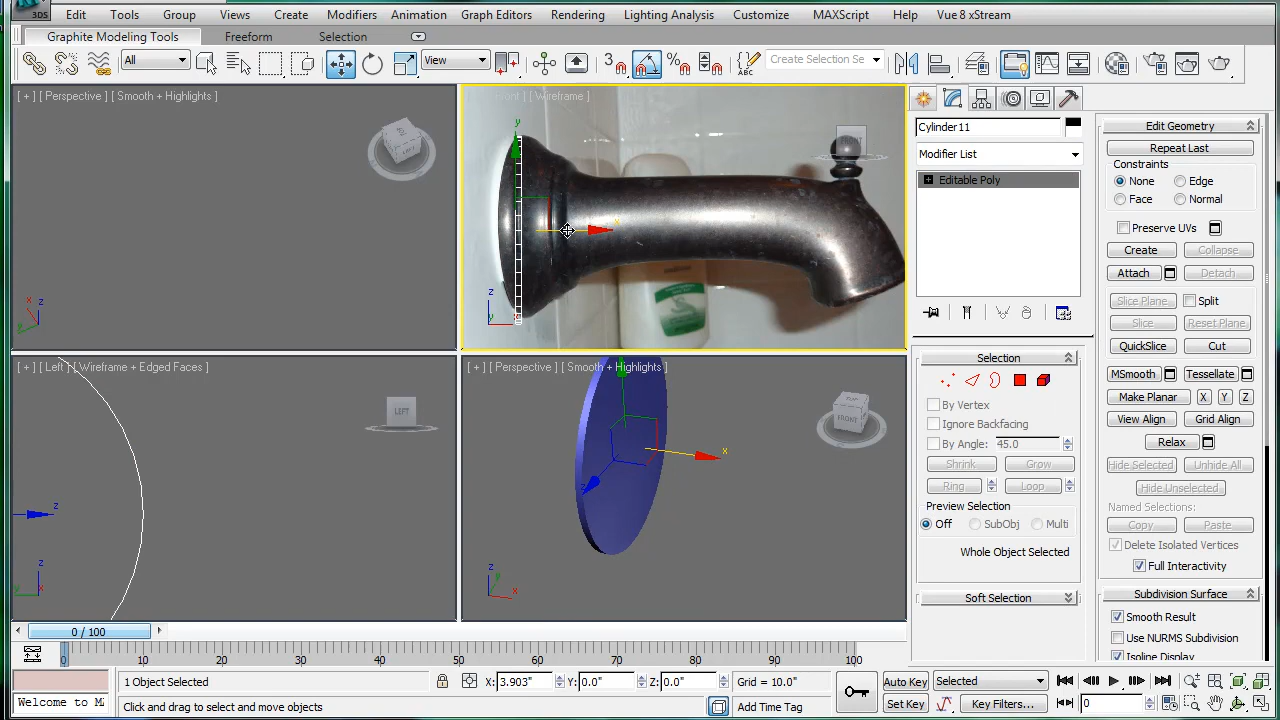 3DS Edit Tools Group Views Create Modifiers Animation Graph Editors Rendering Lighting Analysis Customize MAXScript Help Vue 8 xStream
Graphite Modeling Tools Freeform Selection
All View 3 % ABC Create Selection Se
[ + ] [ Perspective ] [ Smooth + Highlights ]
[ Wireframe ]
FRONT
y
x
z
x z
[ + ] [ Left ] [ Wireframe + Edged Faces ]
LEFT
z
z
y x
[ + ] [ Perspective ] [ Smooth + Highlights ]
FRONT
x
z
z y
x
0 / 100
0 10 20 30 40 50 60 70 80 90 100
Cylinder11
Modifier List
Editable Poly
Selection
By Vertex
Ignore Backfacing
By Angle: 45.0
Shrink Grow
Ring Loop
Preview Selection
Off SubObj Multi
Whole Object Selected
Soft Selection
Edit Geometry
Repeat Last
Constraints
None Edge
Face Normal
Preserve UVs
Create Collapse
Attach Detach
Slice Plane Split
Slice Reset Plane
QuickSlice Cut
MSmooth Tessellate
Make Planar X Y Z
View Align Grid Align
Relax
Hide Selected Unhide All
Hide Unselected
Named Selections:
Copy Paste
Delete Isolated Vertices
Full Interactivity
Subdivision Surface
Smooth Result
Use NURMS Subdivision
Isoline Display
1 Object Selected X: 3.903" Y: 0.0" Z: 0.0" Grid = 10.0" Auto Key Selected
Welcome to M Click and drag to select and move objects Add Time Tag Set Key Key Filters... 0